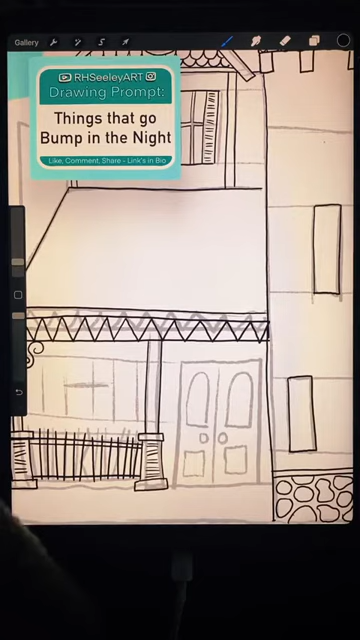 Gallery
RHSeeleyART
Drawing Prompt:
Things that go
Bump in the Night
Like, Comment, Share - Link's in Bio